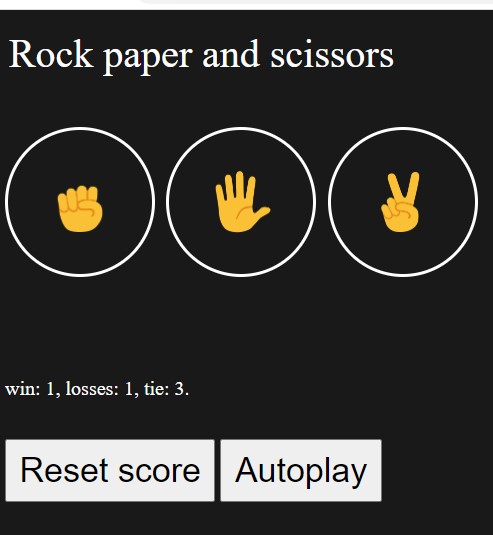 Rock paper and scissors
win: 1, losses: 1, tie: 3.
Reset score Autoplay